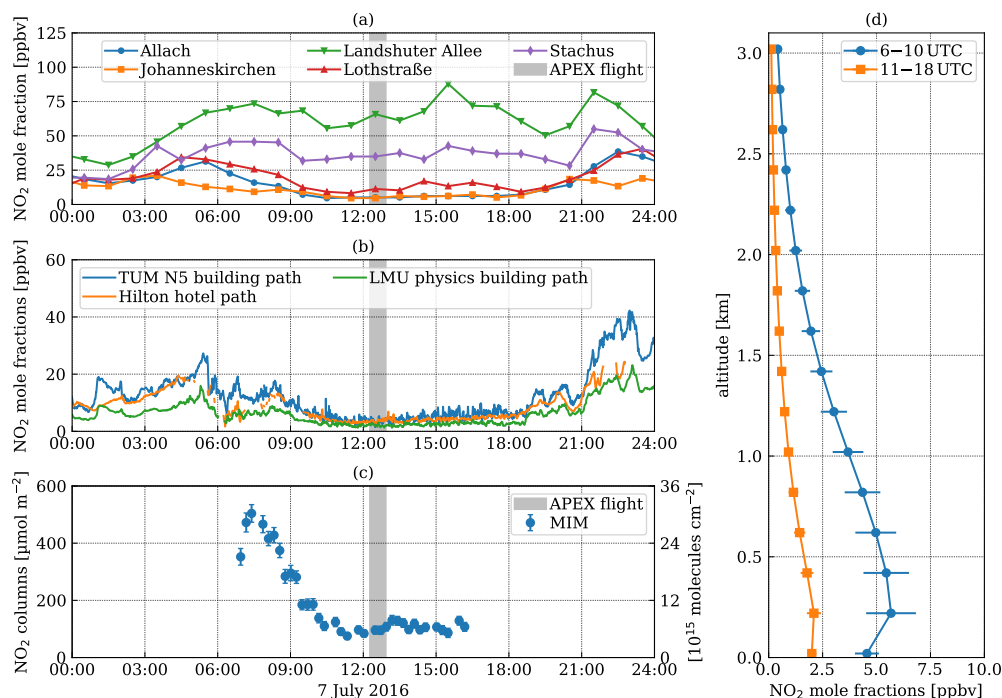 (a)
NO₂ mole fraction [ppbv]
125
100
75
50
25
0
Allach
Johanneskirchen
Landshuter Allee
Lothstraße
Stachus
APEX flight
00:00 03:00 06:00 09:00 12:00 15:00 18:00 21:00 24:00
(b)
NO₂ mole fractions [ppbv]
60
40
20
0
TUM N5 building path
Hilton hotel path
LMU physics building path
00:00 03:00 06:00 09:00 12:00 15:00 18:00 21:00 24:00
(c)
NO₂ columns [µmol m⁻²]
600
400
200
0
APEX flight
MIM
36
24
12
0
[10¹⁵ molecules cm⁻²]
00:00 03:00 06:00 09:00 12:00 15:00 18:00 21:00 24:00
7 July 2016
(d)
altitude [km]
3.0
2.5
2.0
1.5
1.0
0.5
0.0
6−10 UTC
11−18 UTC
0.0 2.5 5.0 7.5 10.0
NO₂ mole fractions [ppbv]